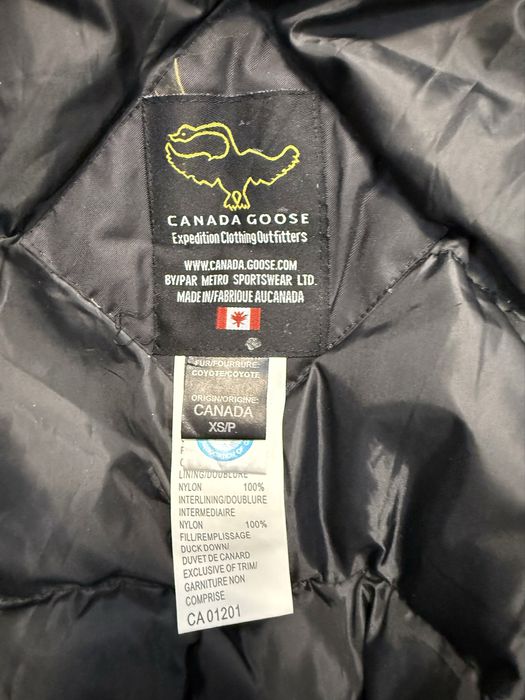 CANADA GOOSE
Expedition Clothing Outfitters
WWW.CANADA.GOOSE.COM
BY/PAR METRO SPORTSWEAR LTD.
MADE IN/FABRIQUE AUCANADA
FUR/FOURRURE:
COYOTE/COYOTE
ORIGIN/ORIGINE:
CANADA
XS/P
LINING/DOUBLURE
NYLON 100%
INTERLINING/DOUBLURE
INTERMEDIAIRE
NYLON 100%
FILL/REMPLISSAGE
DUCK DOWN/
DUVET DE CANARD
EXCLUSIVE OF TRIM/
GARNITURE NON
COMPRISE
CA 01201